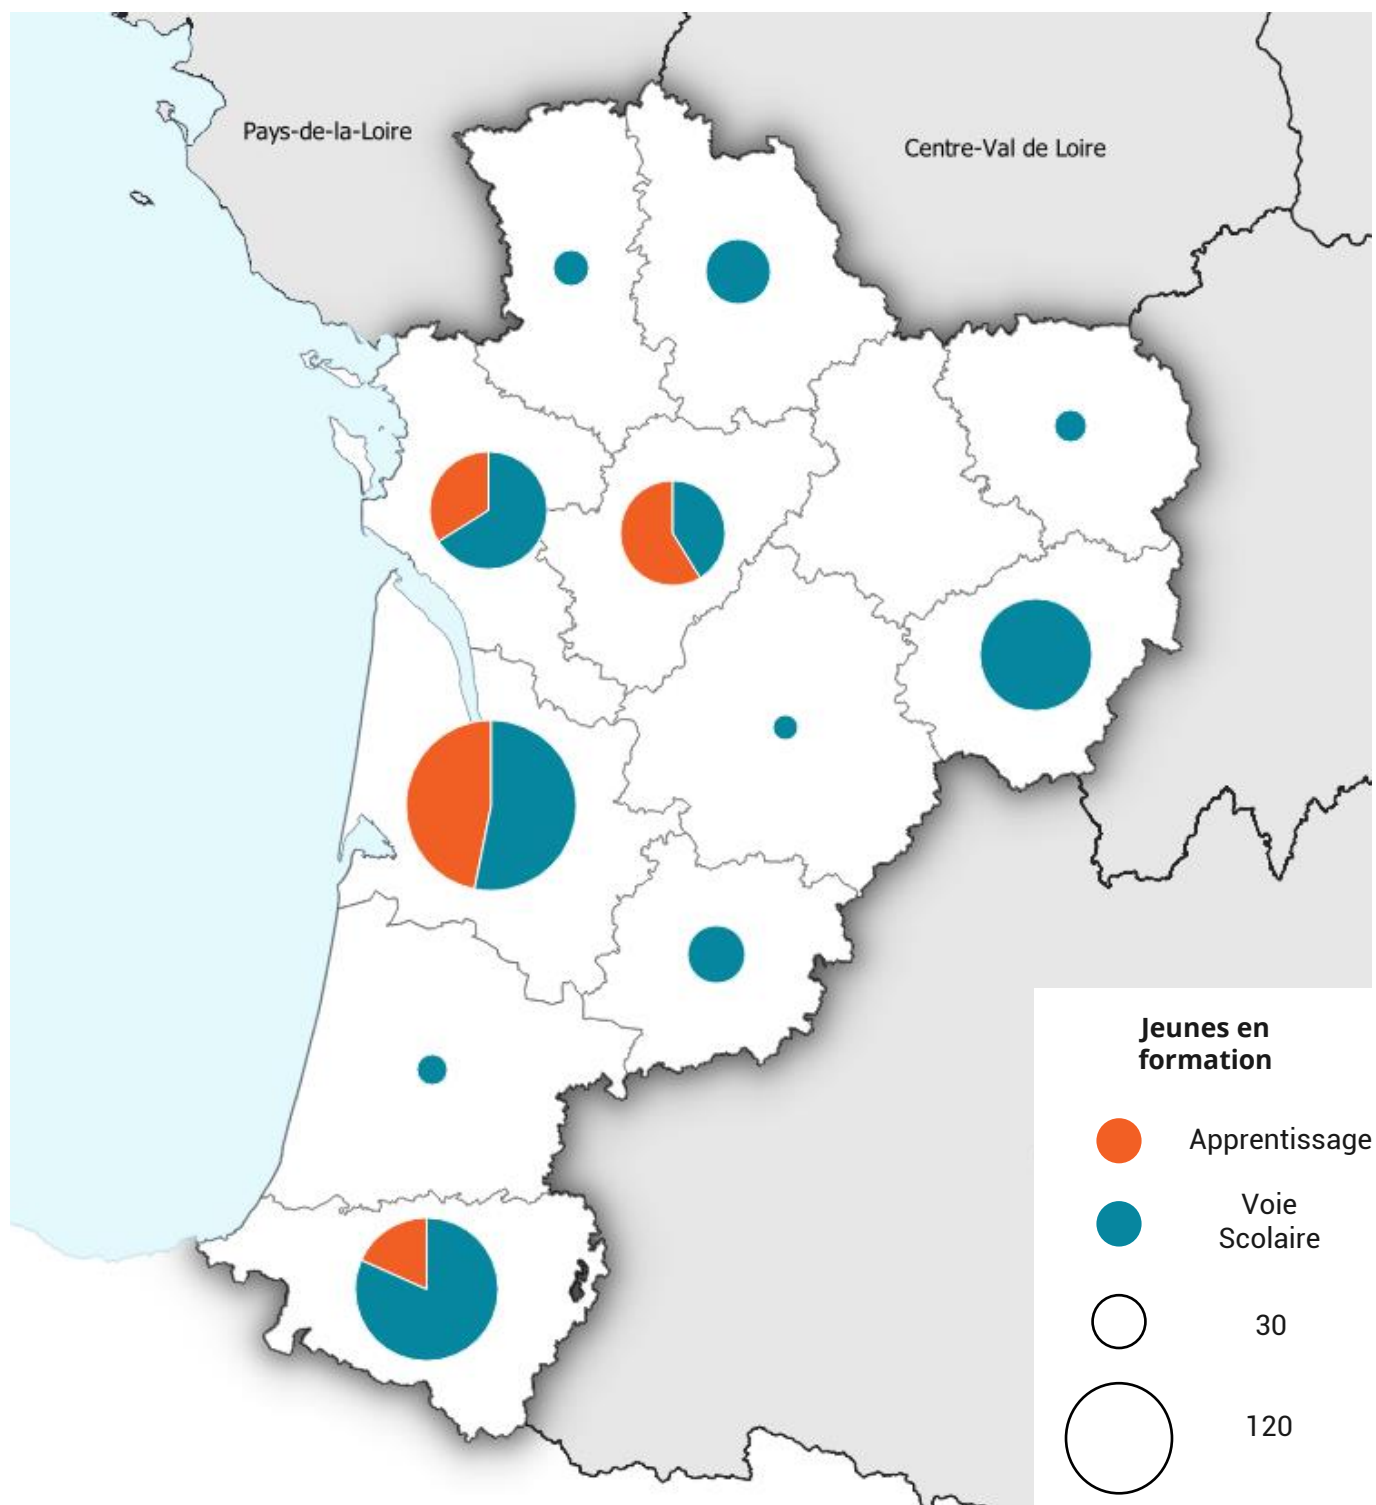 Pays-de-la-Loire
Centre-Val de Loire
Jeunes en
formation
Apprentissage
Voie
Scolaire
30
120